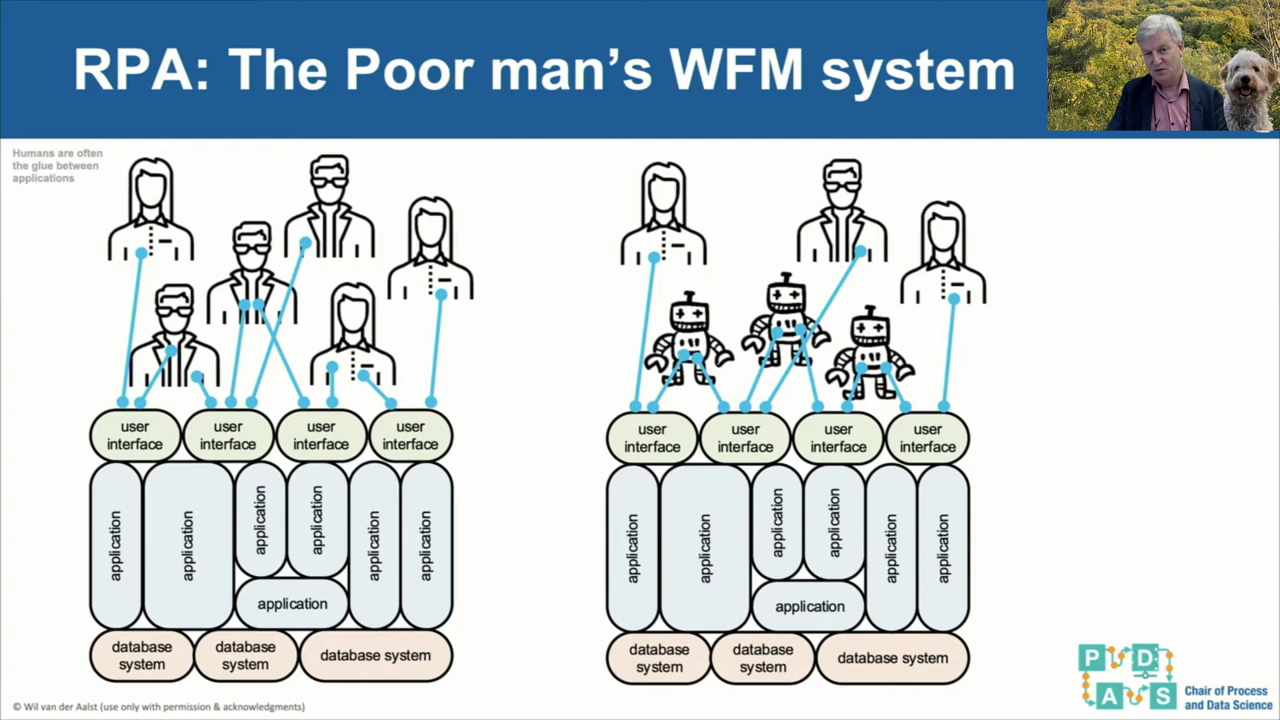 RPA: The Poor man's WFM system
Humans are often
the glue between
applications
user
interface
user
interface
user
interface
user
interface
application
application
application
application
application
application
application
database
system
database
system
database system
user
interface
user
interface
user
interface
user
interface
application
application
application
application
application
application
application
database
system
database
system
database system
© Wil van der Aalst (use only with permission & acknowledgments)
P D
A S
Chair of Process
and Data Science